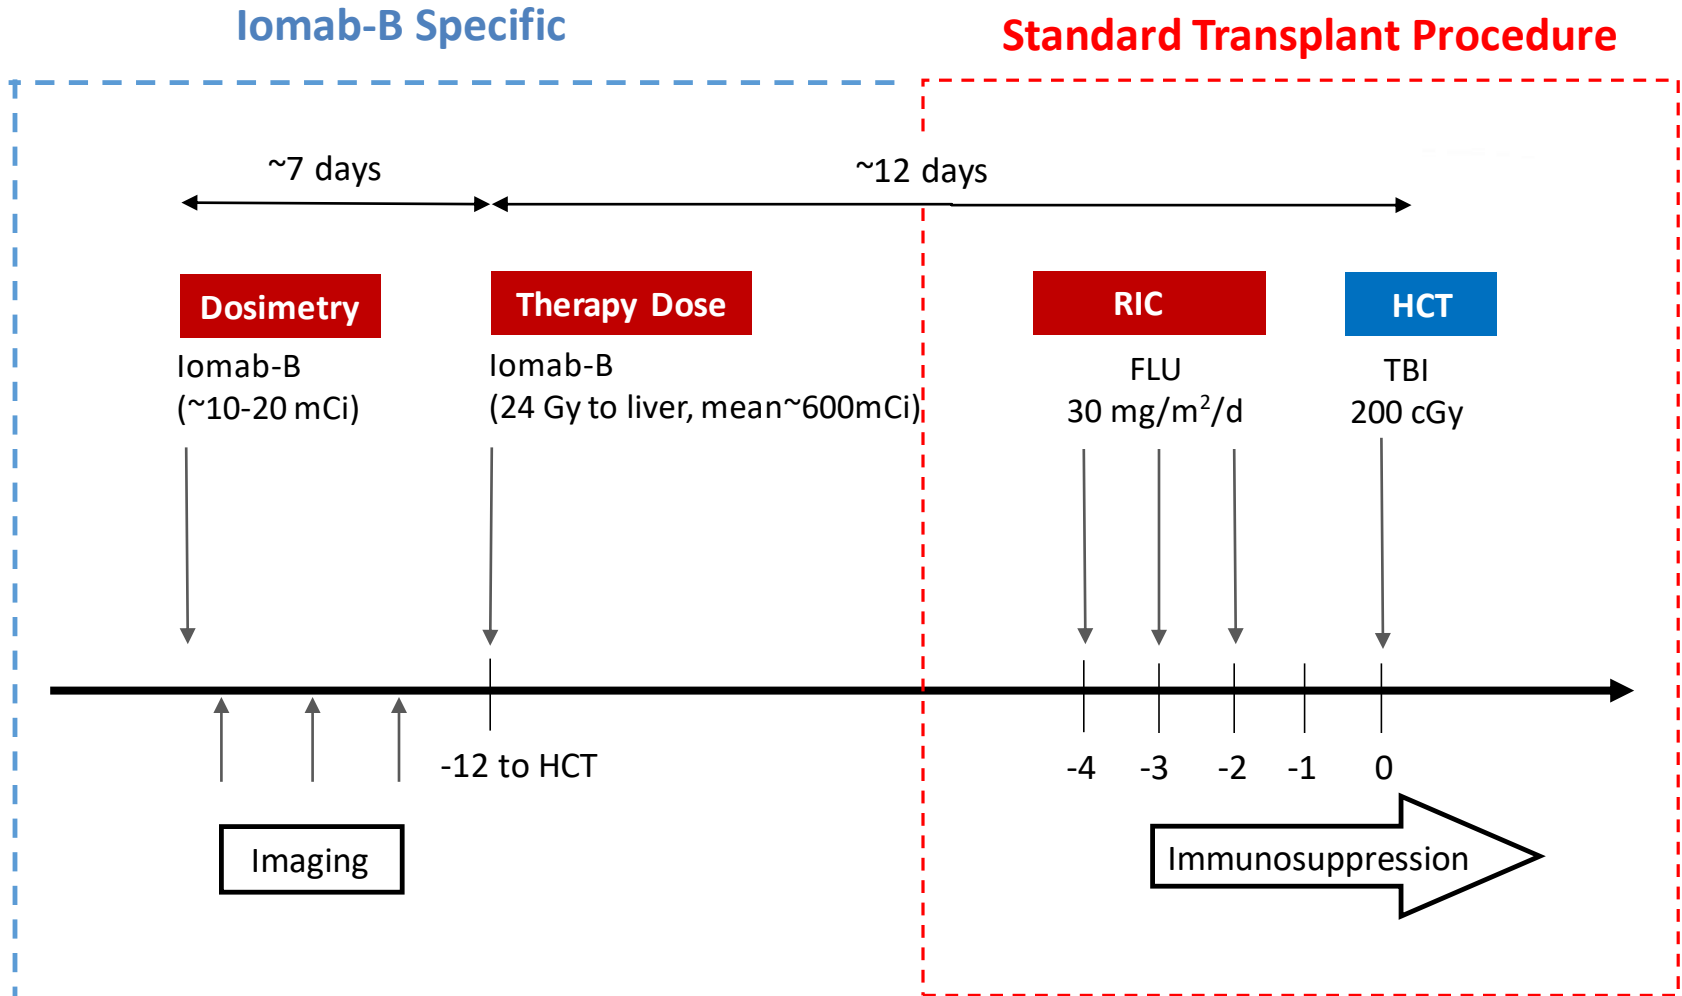 Iomab-B Specific
Standard Transplant Procedure
~7 days
~12 days
Dosimetry
Therapy Dose
RIC
HCT
Iomab-B
(~10-20 mCi)
Iomab-B
(24 Gy to liver, mean~600mCi)
FLU
30 mg/m²/d
TBI
200 cGy
-12 to HCT
-4
-3
-2
-1
0
Imaging
Immunosuppression